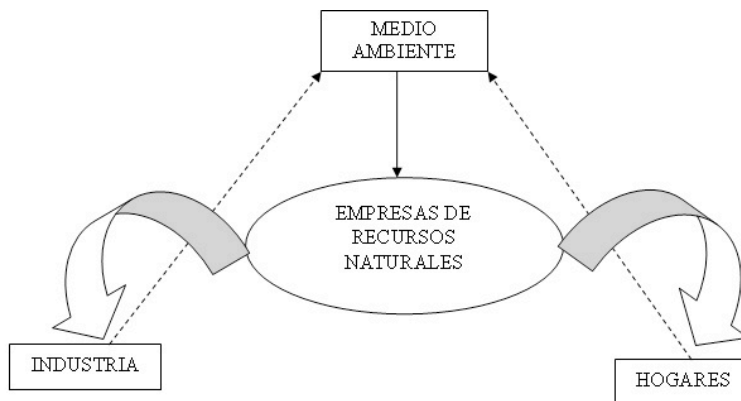 MEDIO
AMBIENTE
EMPRESAS DE
RECURSOS
NATURALES
INDUSTRIA
HOGARES